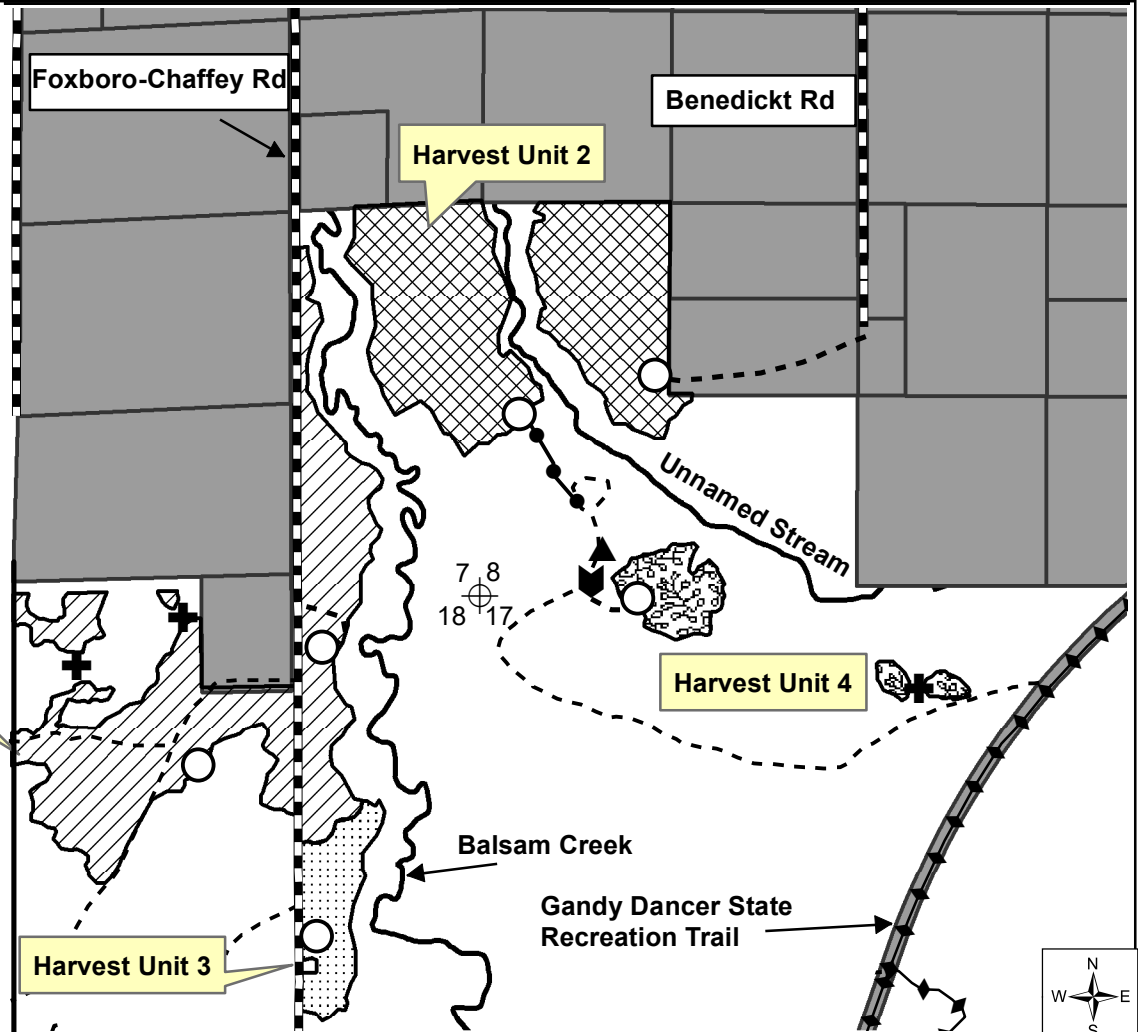 Foxboro-Chaffey Rd
Benedickt Rd
Harvest Unit 2
Unnamed Stream
7 8
18 17
Harvest Unit 4
Balsam Creek
Gandy Dancer State
Recreation Trail
Harvest Unit 3
N
W E
S